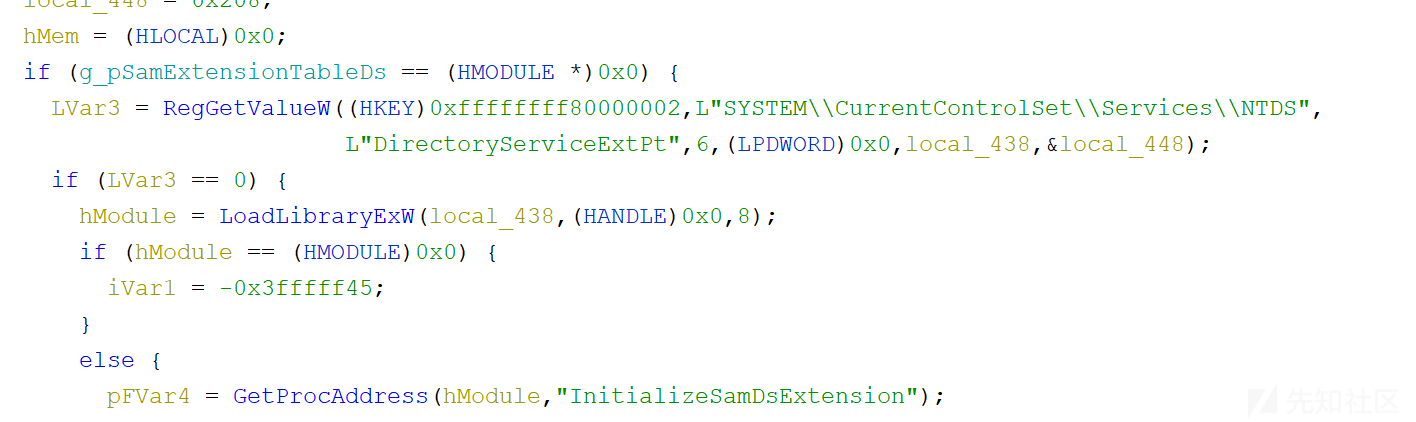 local_448 = 0x208;
hMem = (HLOCAL)0x0;
if (g_pSamExtensionTableDs == (HMODULE *)0x0) {
LVar3 = RegGetValueW((HKEY)0xffffffff80000002,L"SYSTEM\\CurrentControlSet\\Services\\NTDS",
L"DirectoryServiceExtPt",6,(LPDWORD)0x0,local_438,&local_448);
if (LVar3 == 0) {
hModule = LoadLibraryExW(local_438,(HANDLE)0x0,8);
if (hModule == (HMODULE)0x0) {
iVar1 = -0x3fffff45;
}
else {
pFVar4 = GetProcAddress(hModule,"InitializeSamDsExtension");
先知社区